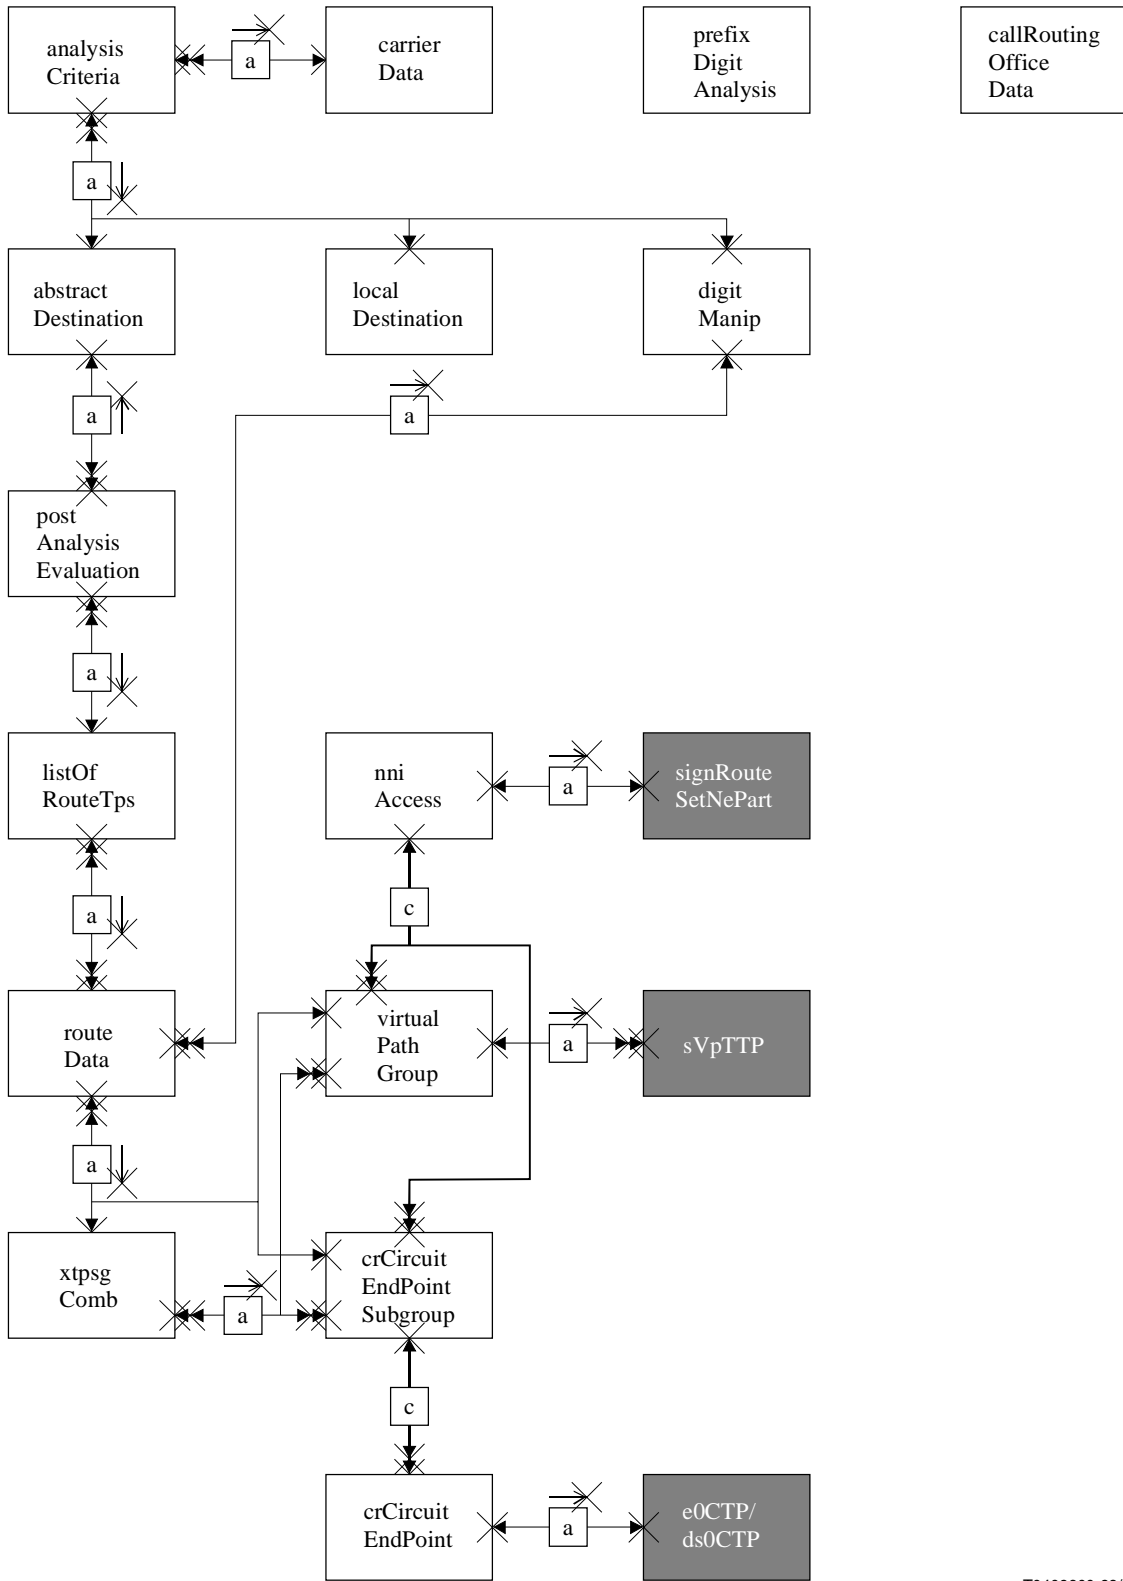 analysis
Criteria
a
carrier
Data
prefix
Digit
Analysis
callRouting
Office
Data
a
abstract
Destination
local
Destination
digit
Manip
a
a
post
Analysis
Evaluation
a
listOf
RouteTps
nni
Access
a
signRoute
SetNePart
a
c
route
Data
virtual
Path
Group
a
sVpTTP
a
xtpsg
Comb
a
crCircuit
EndPoint
Subgroup
c
crCircuit
EndPoint
a
e0CTP/
ds0CTP